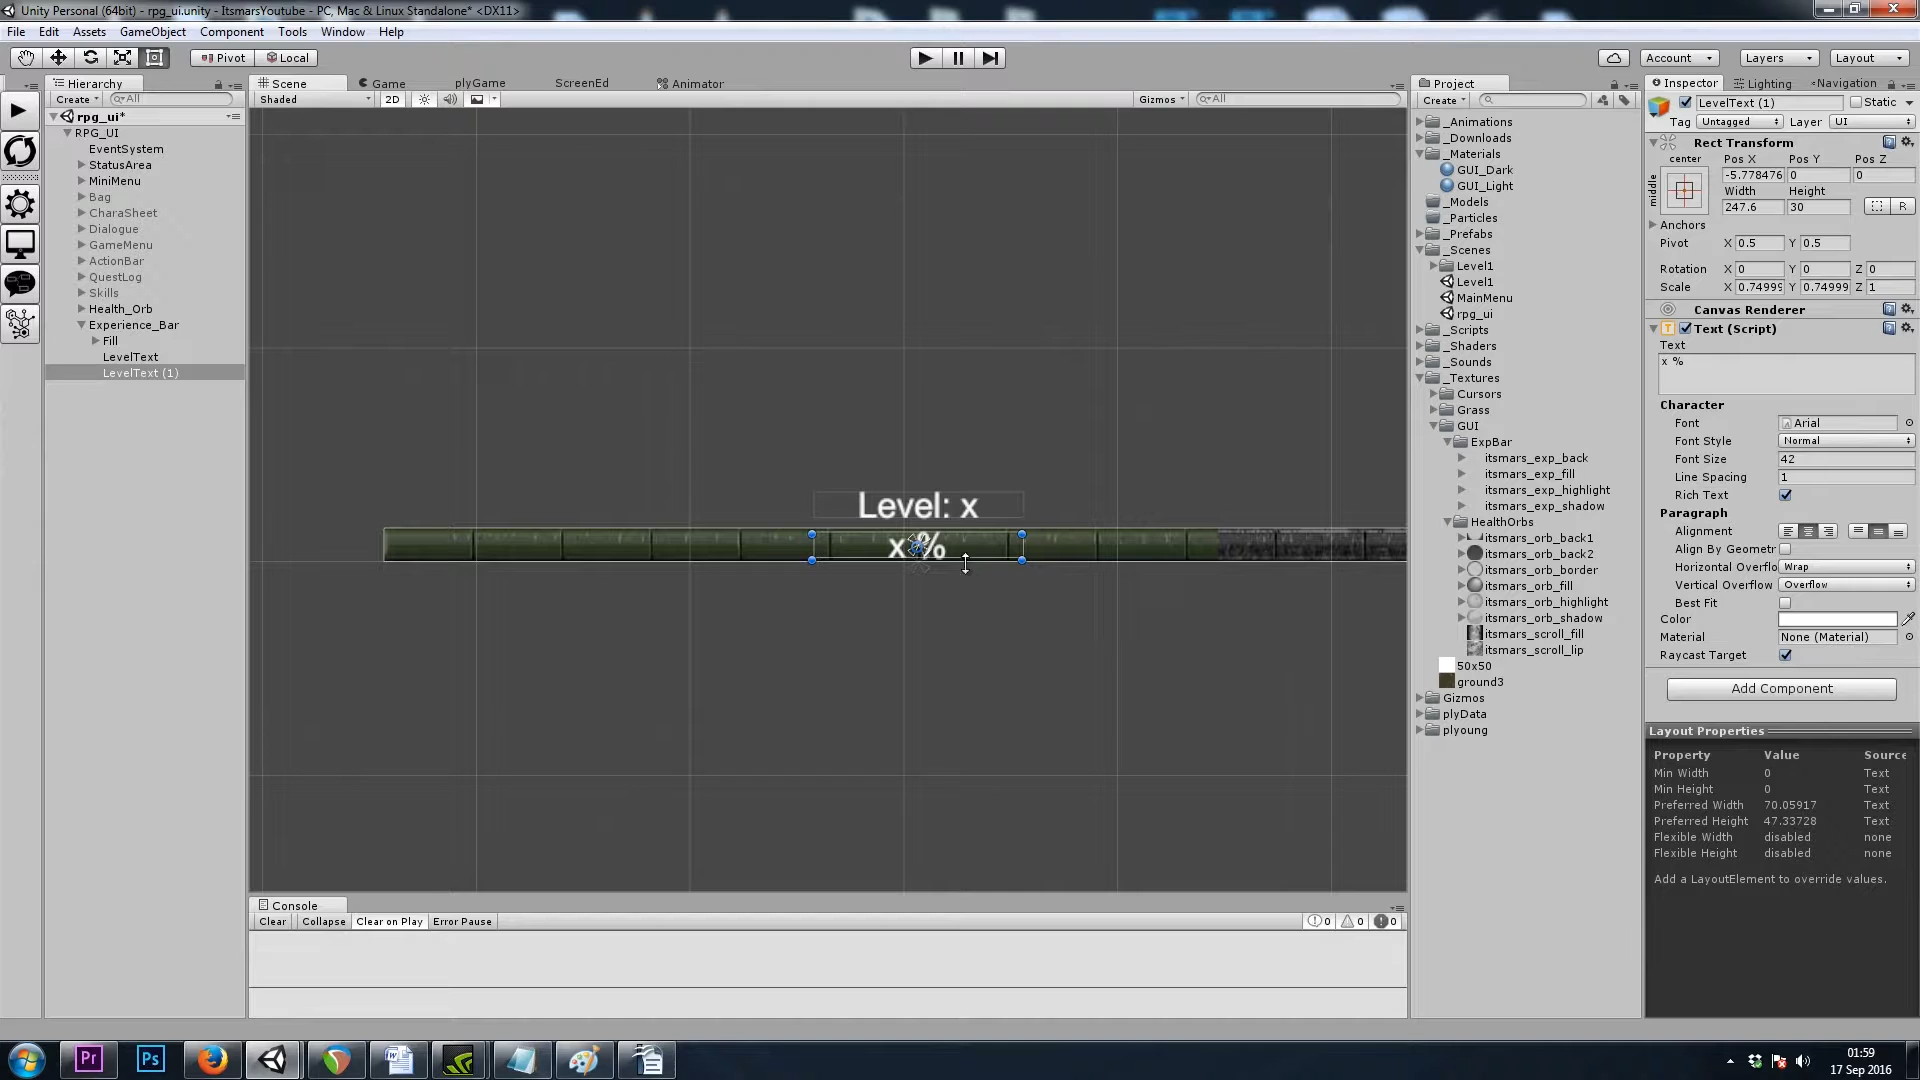 Unity Personal (64bit) - rpg_ui.unity - ItsmarsYoutube - PC, Mac & Linux Standalone* <DX11>
File Edit Assets GameObject Component Tools Window Help
Pivot Local Account Layers Layout
Hierarchy Scene Game plyGame ScreenEd Animator Project Inspector Lighting Navigation
Create All Shaded 2D Gizmos All Create
LevelText (1) Static
Tag Untagged Layer UI
rpg_ui*
RPG_UI
EventSystem
StatusArea
MiniMenu
Bag
CharaSheet
Dialogue
GameMenu
ActionBar
QuestLog
Skills
Health_Orb
Experience_Bar
Fill
LevelText
LevelText (1)
Level: x
x %
Console
Clear Collapse Clear on Play Error Pause 0 0 0
_Animations
_Downloads
_Materials
GUI_Dark
GUI_Light
_Models
_Particles
_Prefabs
_Scenes
Level1
Level1
MainMenu
rpg_ui
_Scripts
_Shaders
_Sounds
_Textures
Cursors
Grass
GUI
ExpBar
itsmars_exp_back
itsmars_exp_fill
itsmars_exp_highlight
itsmars_exp_shadow
HealthOrbs
itsmars_orb_back1
itsmars_orb_back2
itsmars_orb_border
itsmars_orb_fill
itsmars_orb_highlight
itsmars_orb_shadow
itsmars_scroll_fill
itsmars_scroll_lip
50x50
ground3
Gizmos
plyData
plyoung
Rect Transform
center Pos X Pos Y Pos Z
middle -5.778476 0 0
Width Height
247.6 30 R
Anchors
Pivot X 0.5 Y 0.5
Rotation X 0 Y 0 Z 0
Scale X 0.74999 Y 0.74999 Z 1
Canvas Renderer
Text (Script)
Text
x %
Character
Font Arial
Font Style Normal
Font Size 42
Line Spacing 1
Rich Text
Paragraph
Alignment
Align By Geometr
Horizontal Overflo Wrap
Vertical Overflow Overflow
Best Fit
Color
Material None (Material)
Raycast Target
Add Component
Layout Properties
Property Value Source
Min Width 0 Text
Min Height 0 Text
Preferred Width 70.05917 Text
Preferred Height 47.33728 Text
Flexible Width disabled none
Flexible Height disabled none
Add a LayoutElement to override values.
Pr Ps
01:59
17 Sep 2016